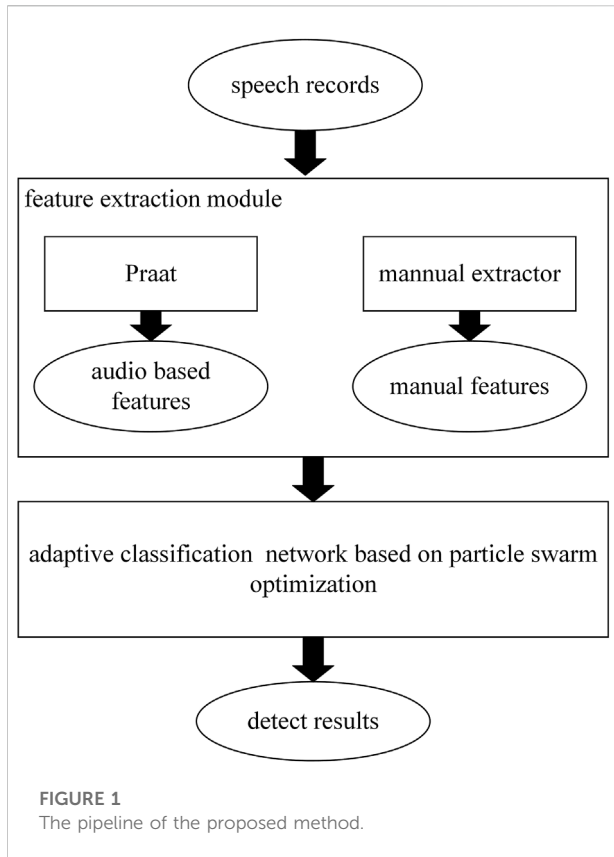 speech records
feature extraction module
Praat
mannual extractor
audio based
features
manual features
adaptive classification network based on particle swarm
optimization
detect results
FIGURE 1
The pipeline of the proposed method.